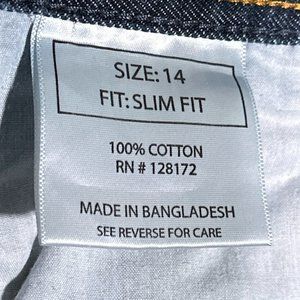 SIZE: 14
FIT: SLIM FIT
100% COTTON
RN # 128172
MADE IN BANGLADESH
SEE REVERSE FOR CARE